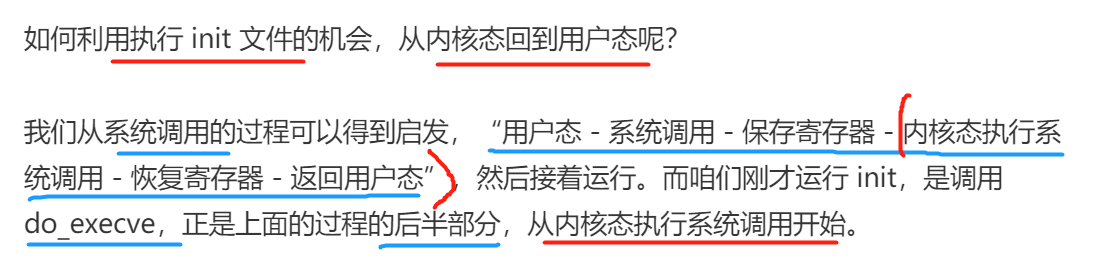 如何利用执行 init 文件的机会，从内核态回到用户态呢？
我们从系统调用的过程可以得到启发，“用户态 - 系统调用 - 保存寄存器 - 内核态执行系
统调用 - 恢复寄存器 - 返回用户态”，然后接着运行。而咱们刚才运行 init，是调用
do_execve，正是上面的过程的后半部分，从内核态执行系统调用开始。